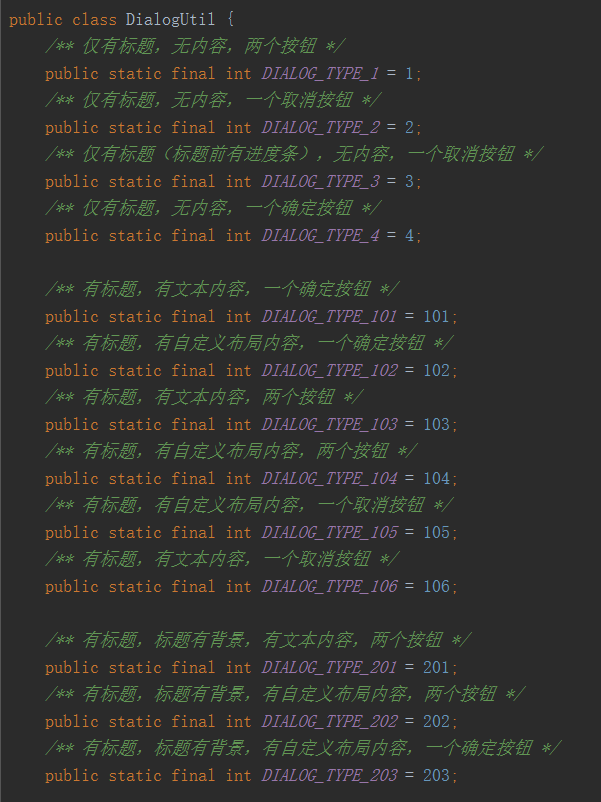 public class DialogUtil {
/** 仅有标题，无内容，两个按钮 */
public static final int DIALOG_TYPE_1 = 1;
/** 仅有标题，无内容，一个取消按钮 */
public static final int DIALOG_TYPE_2 = 2;
/** 仅有标题（标题前有进度条），无内容，一个取消按钮 */
public static final int DIALOG_TYPE_3 = 3;
/** 仅有标题，无内容，一个确定按钮 */
public static final int DIALOG_TYPE_4 = 4;
/** 有标题，有文本内容，一个确定按钮 */
public static final int DIALOG_TYPE_101 = 101;
/** 有标题，有自定义布局内容，一个确定按钮 */
public static final int DIALOG_TYPE_102 = 102;
/** 有标题，有文本内容，两个按钮 */
public static final int DIALOG_TYPE_103 = 103;
/** 有标题，有自定义布局内容，两个按钮 */
public static final int DIALOG_TYPE_104 = 104;
/** 有标题，有自定义布局内容，一个取消按钮 */
public static final int DIALOG_TYPE_105 = 105;
/** 有标题，有文本内容，一个取消按钮 */
public static final int DIALOG_TYPE_106 = 106;
/** 有标题，标题有背景，有文本内容，两个按钮 */
public static final int DIALOG_TYPE_201 = 201;
/** 有标题，标题有背景，有自定义布局内容，两个按钮 */
public static final int DIALOG_TYPE_202 = 202;
/** 有标题，标题有背景，有自定义布局内容，一个确定按钮 */
public static final int DIALOG_TYPE_203 = 203;